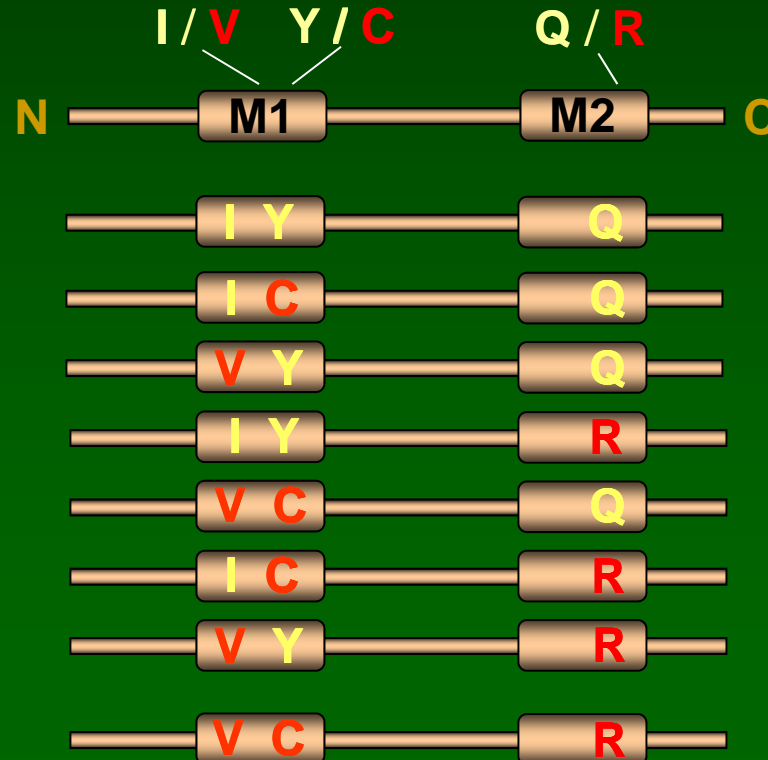 I / V Y / C Q / R
N M1 M2 C
I Y Q
I C Q
V Y Q
I Y R
V C Q
I C R
V Y R
V C R